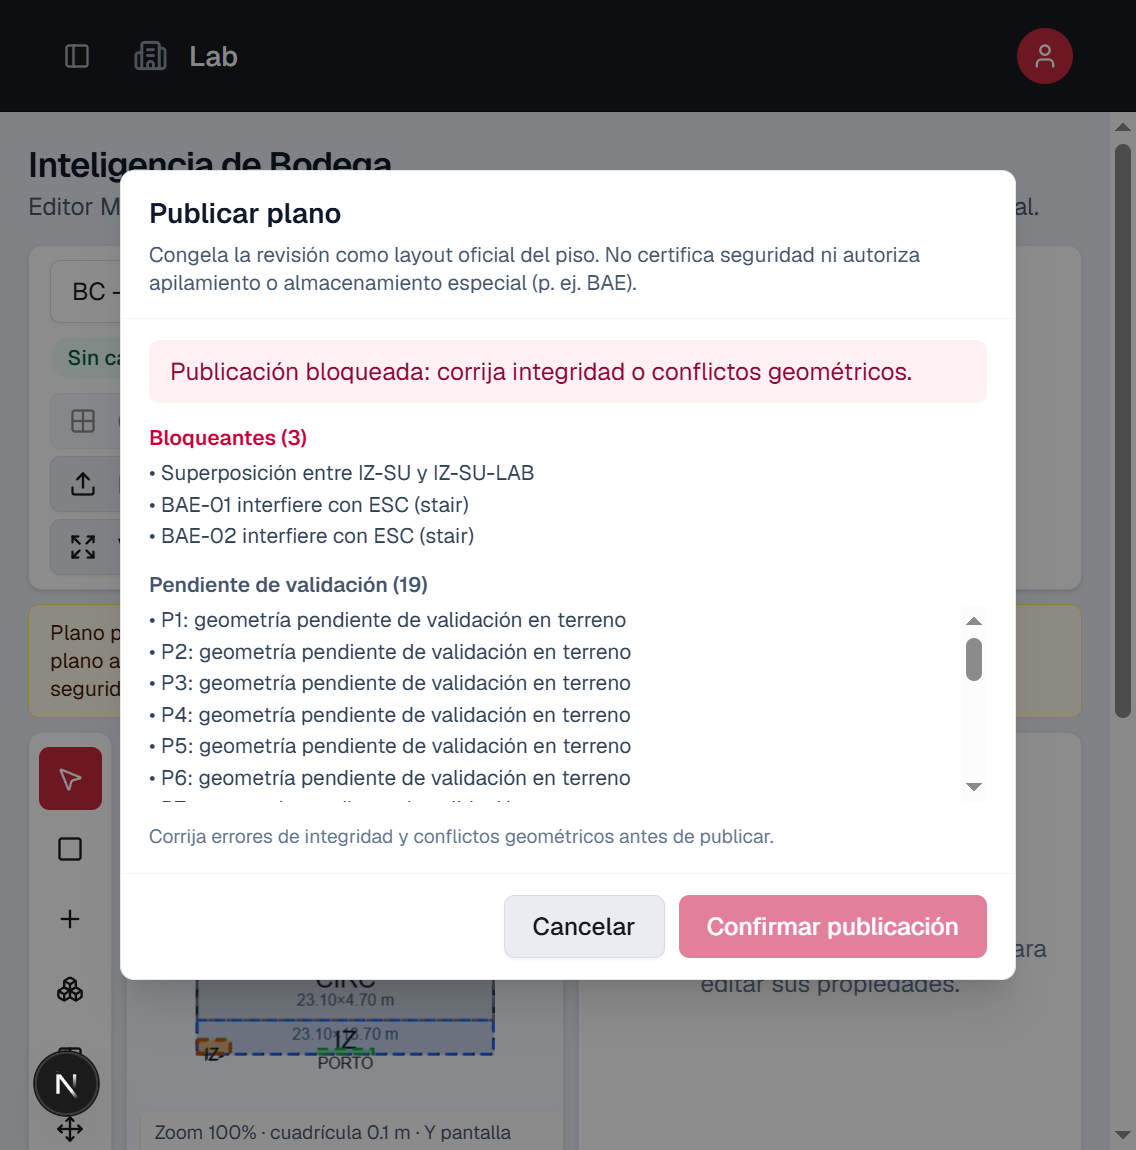 Lab
Inteligencia de Bodega
Editor M
al.
Publicar plano
Congela la revisión como layout oficial del piso. No certifica seguridad ni autoriza
apilamiento o almacenamiento especial (p. ej. BAE).
BC -
Sin ca
Publicación bloqueada: corrija integridad o conflictos geométricos.
Bloqueantes (3)
• Superposición entre IZ-SU y IZ-SU-LAB
• BAE-01 interfiere con ESC (stair)
• BAE-02 interfiere con ESC (stair)
Pendiente de validación (19)
• P1: geometría pendiente de validación en terreno
• P2: geometría pendiente de validación en terreno
• P3: geometría pendiente de validación en terreno
• P4: geometría pendiente de validación en terreno
• P5: geometría pendiente de validación en terreno
• P6: geometría pendiente de validación en terreno
Plano p
plano a
segurid
Corrija errores de integridad y conflictos geométricos antes de publicar.
Cancelar
Confirmar publicación
ara
editar sus propiedades.
CIRC
23.10×4.70 m
IZ
IZ-
PORTO
N
Zoom 100% · cuadrícula 0.1 m · Y pantalla